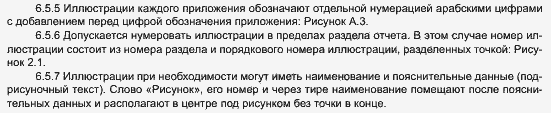 6.5.5 Иллюстрации каждого приложения обозначают отдельной нумерацией арабскими цифрами
с добавлением перед цифрой обозначения приложения: Рисунок А.3.
6.5.6 Допускается нумеровать иллюстрации в пределах раздела отчета. В этом случае номер ил-
люстрации состоит из номера раздела и порядкового номера иллюстрации, разделенных точкой: Рису-
нок 2.1.
6.5.7 Иллюстрации при необходимости могут иметь наименование и пояснительные данные (под-
рисуночный текст). Слово «Рисунок», его номер и через тире наименование помещают после поясни-
тельных данных и располагают в центре под рисунком без точки в конце.